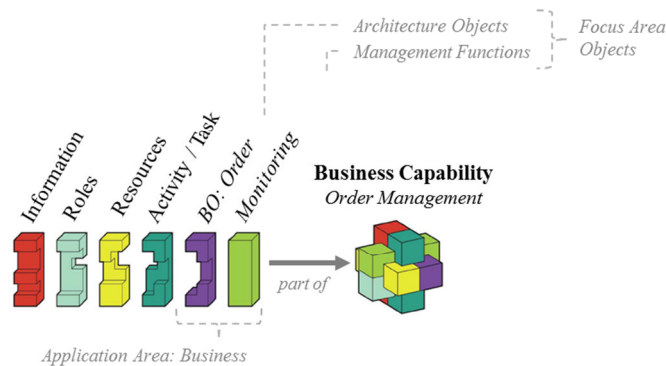 Architecture Objects
Management Functions
Focus Area
Objects
Information
Roles
Resources
Activity / Task
BO: Order
Monitoring
Business Capability
Order Management
part of
Application Area: Business